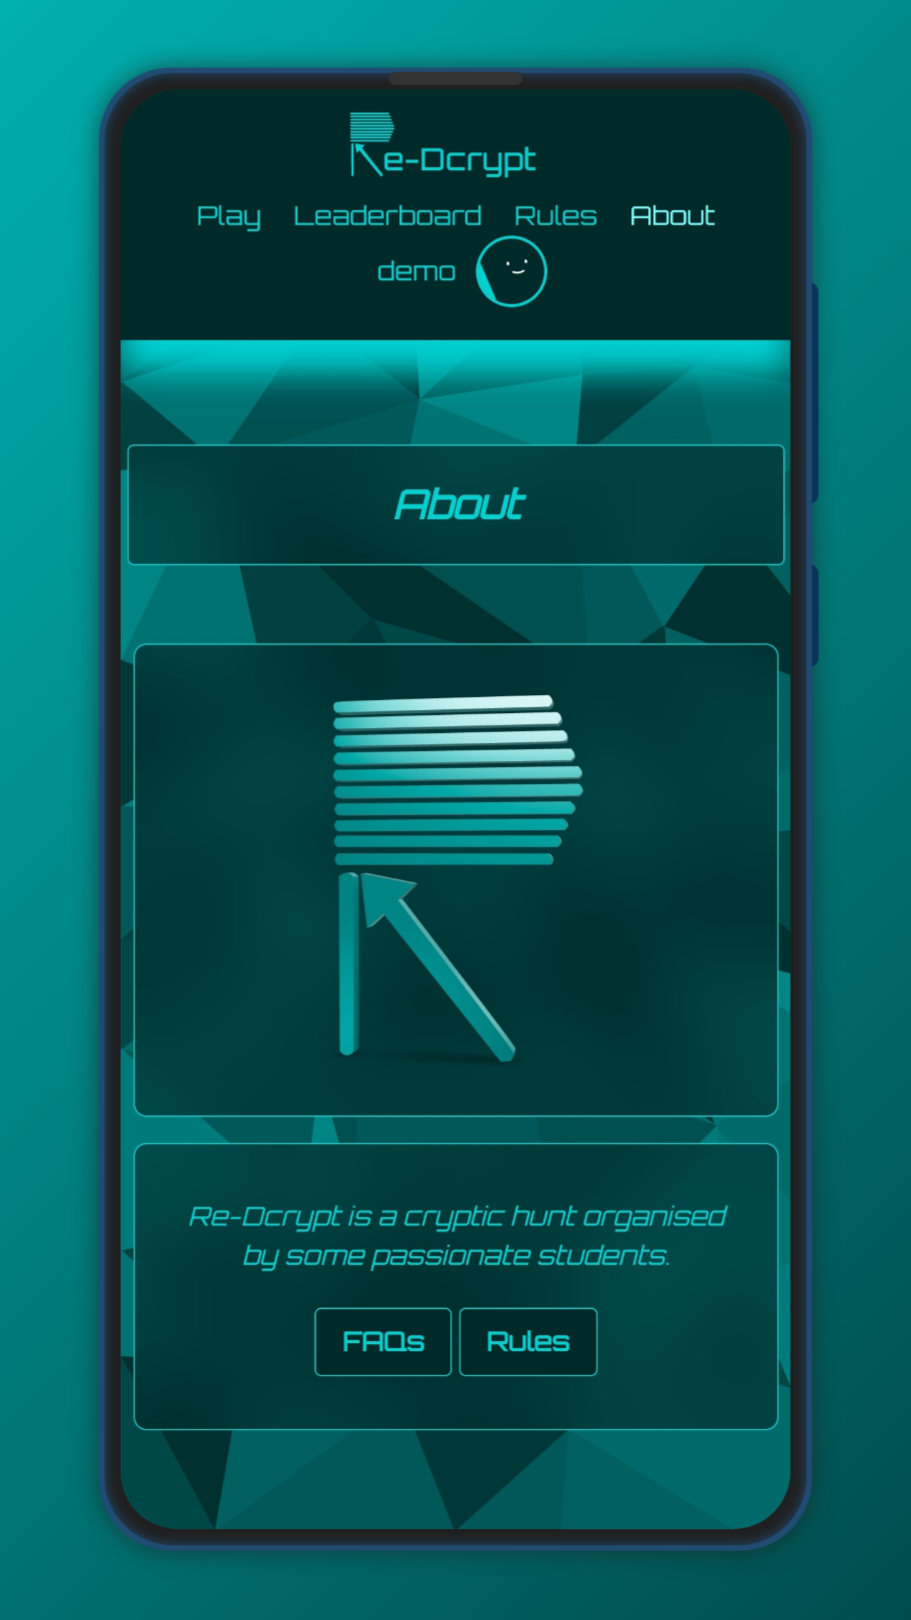 Re-Dcrypt
Play Leaderboard Rules About
demo
About
Re-Dcrypt is a cryptic hunt organised
by some passionate students.
FAQs Rules